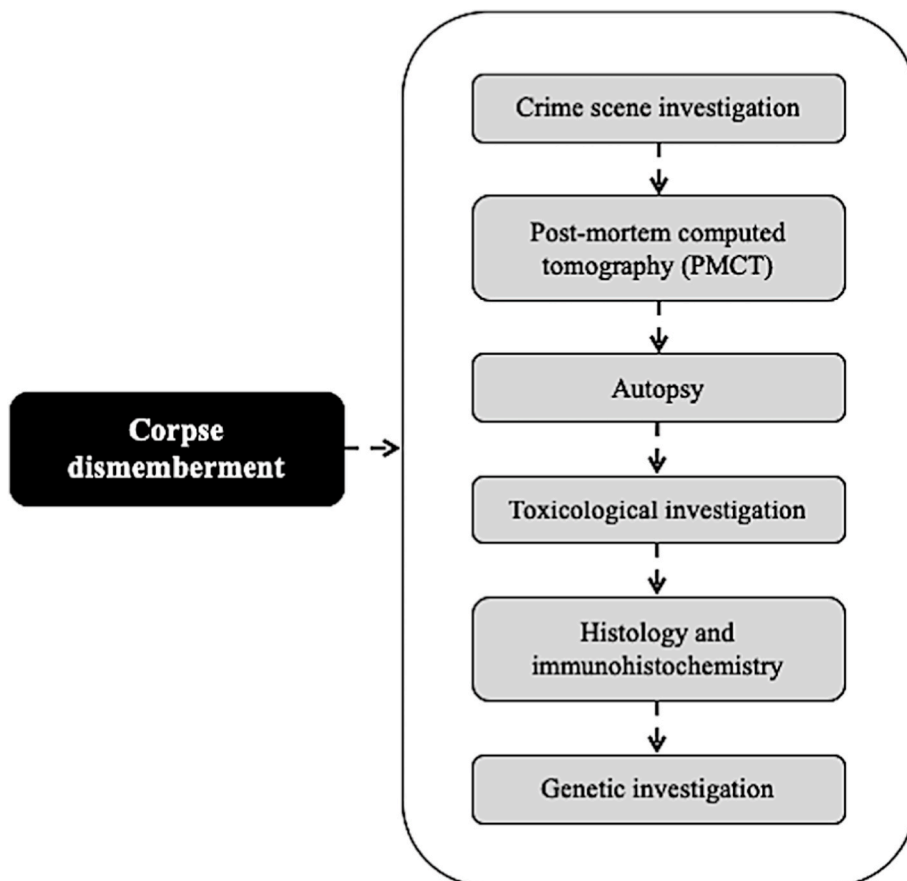 Crime scene investigation
Post-mortem computed
tomography (PMCT)
Autopsy
Corpse
dismemberment
Toxicological investigation
Histology and
immunohistochemistry
Genetic investigation